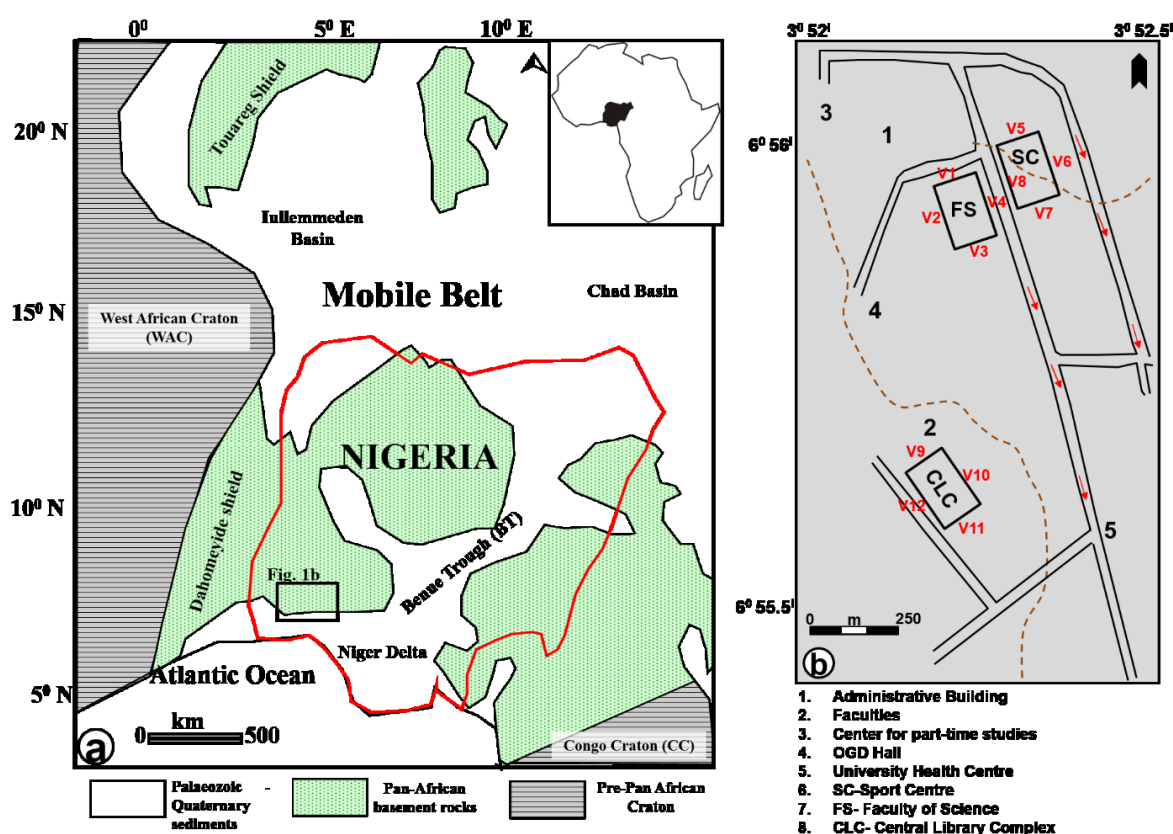 0⁰
5⁰ E
10⁰ E
20⁰ N
15⁰ N
10⁰ N
5⁰ N
Touareg Shield
Iullemmeden
Basin
Mobile Belt
Chad Basin
West African Craton
(WAC)
NIGERIA
Dahomeyide shield
Benue Trough (BT)
Fig. 1b
Niger Delta
Atlantic Ocean
km
0 500
a
Congo Craton (CC)
Palaeozoic -
Quaternary
sediments
Pan-African
basement rocks
Pre-Pan African
Craton
3⁰ 52ᴵ
3⁰ 52.5ᴵ
6⁰ 56ᴵ
6⁰ 55.5ᴵ
3
1
V5
SC
V6
V1
V8
V2
FS
V4
V7
V3
4
2
V9
CLC
V10
V12
V11
5
0 m 250
b
1. Administrative Building
2. Faculties
3. Center for part-time studies
4. OGD Hall
5. University Health Centre
6. SC-Sport Centre
7. FS- Faculty of Science
8. CLC- Central Library Complex